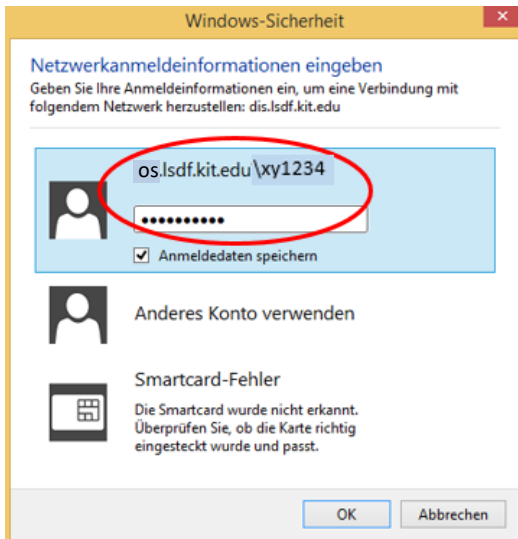 Windows-Sicherheit
Netzwerkanmeldeinformationen eingeben
Geben Sie Ihre Anmeldeinformationen ein, um eine Verbindung mit
folgendem Netzwerk herzustellen: dis.lsdf.kit.edu
os.lsdf.kit.edu\xy1234
••••••••••
Anmeldedaten speichern
Anderes Konto verwenden
Smartcard-Fehler
Die Smartcard wurde nicht erkannt.
Überprüfen Sie, ob die Karte richtig
eingesteckt wurde und passt.
OK
Abbrechen